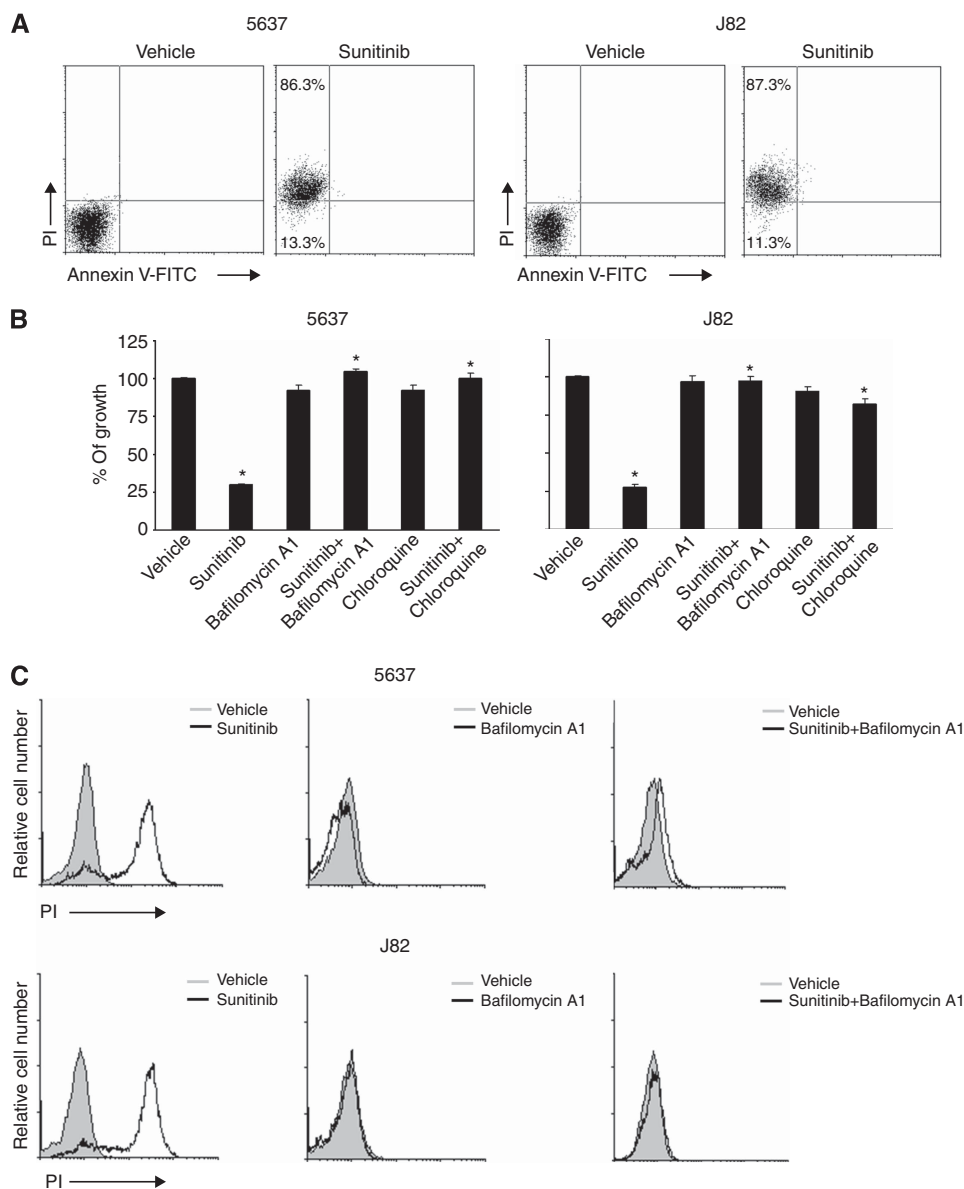 A
5637
J82
Vehicle
Sunitinib
Vehicle
Sunitinib
86.3%
87.3%
PI
PI
13.3%
11.3%
Annexin V-FITC
Annexin V-FITC
B
5637
J82
125
100
75
50
25
0
% Of growth
*
*
*
*
*
*
Vehicle
Sunitinib
Bafilomycin A1
Sunitinib+
Bafilomycin A1
Chloroquine
Sunitinib+
Chloroquine
Vehicle
Sunitinib
Bafilomycin A1
Sunitinib+
Bafilomycin A1
Chloroquine
Sunitinib+
Chloroquine
C
5637
Relative cell number
Vehicle
Sunitinib
Vehicle
Bafilomycin A1
Vehicle
Sunitinib+Bafilomycin A1
PI
J82
Relative cell number
Vehicle
Sunitinib
Vehicle
Bafilomycin A1
Vehicle
Sunitinib+Bafilomycin A1
PI